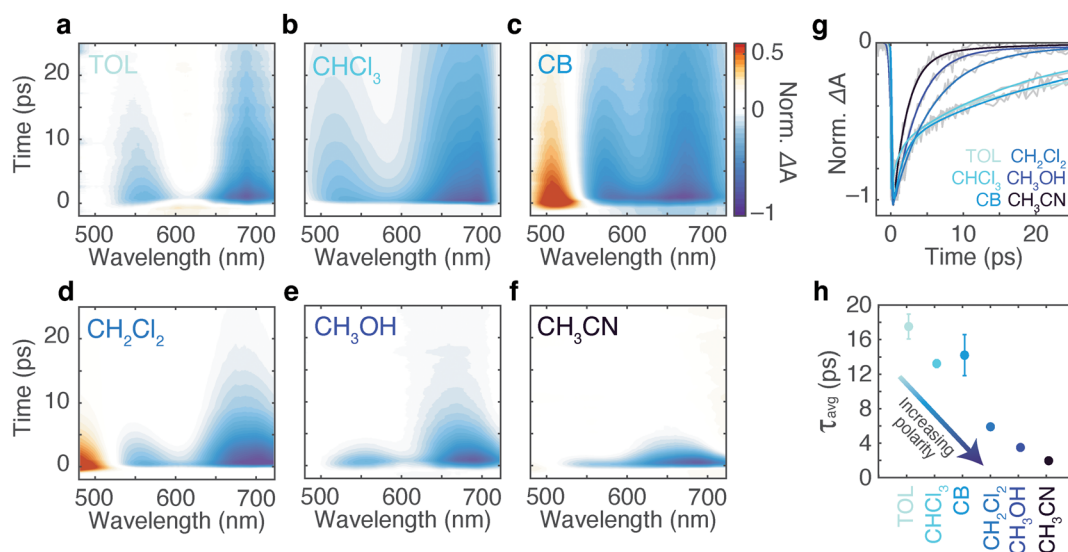 a
TOL
Time (ps)
20
10
0
500 600 700
Wavelength (nm)
b
CHCl₃
500 600 700
Wavelength (nm)
c
CB
500 600 700
Wavelength (nm)
0.5
0
−1
Norm. ΔA
g
0
−1
Norm. ΔA
TOL CH₂Cl₂
CHCl₃ CH₃OH
CB CH₃CN
0 10 20
Time (ps)
d
CH₂Cl₂
Time (ps)
20
10
0
500 600 700
Wavelength (nm)
e
CH₃OH
500 600 700
Wavelength (nm)
f
CH₃CN
500 600 700
Wavelength (nm)
h
20
16
12
8
4
0
τavg (ps)
Increasing
polarity
TOL
CHCl₃
CB
CH₂Cl₂
CH₃OH
CH₃CN